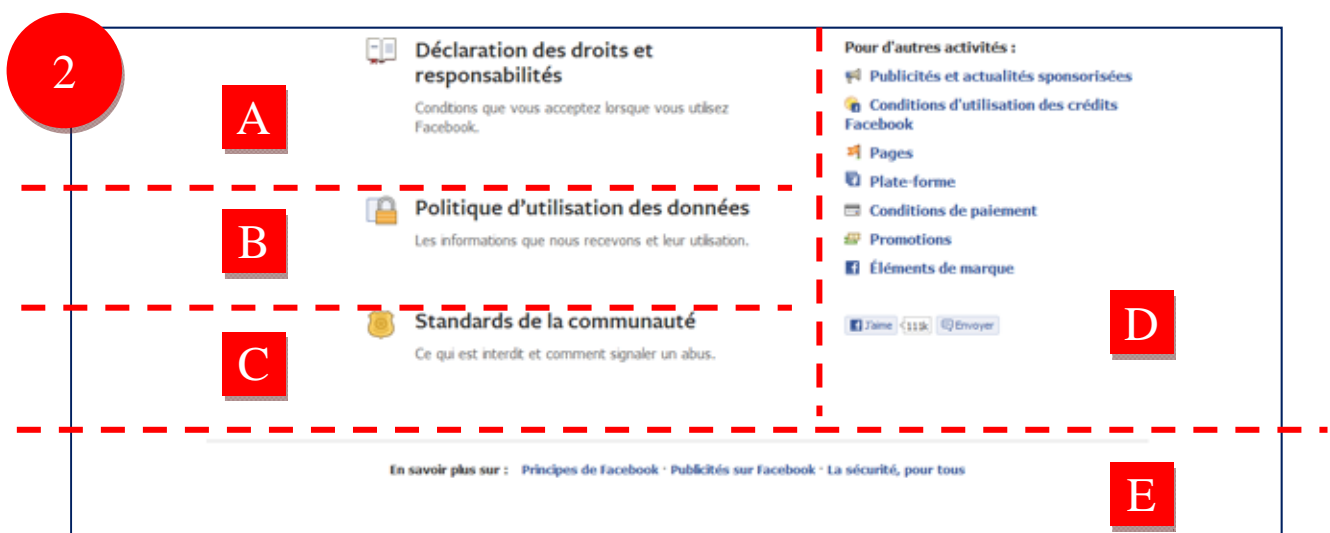 2
A
Déclaration des droits et
responsabilités
Conditions que vous acceptez lorsque vous utilisez
Facebook.
B
Politique d'utilisation des données
Les informations que nous recevons et leur utilisation.
C
Standards de la communauté
Ce qui est interdit et comment signaler un abus.
Pour d'autres activités :
Publicités et actualités sponsorisées
Conditions d'utilisation des crédits
Facebook
Pages
Plate-forme
Conditions de paiement
Promotions
Éléments de marque
J'aime 111k Envoyer
D
En savoir plus sur : Principes de Facebook · Publicités sur Facebook · La sécurité, pour tous
E